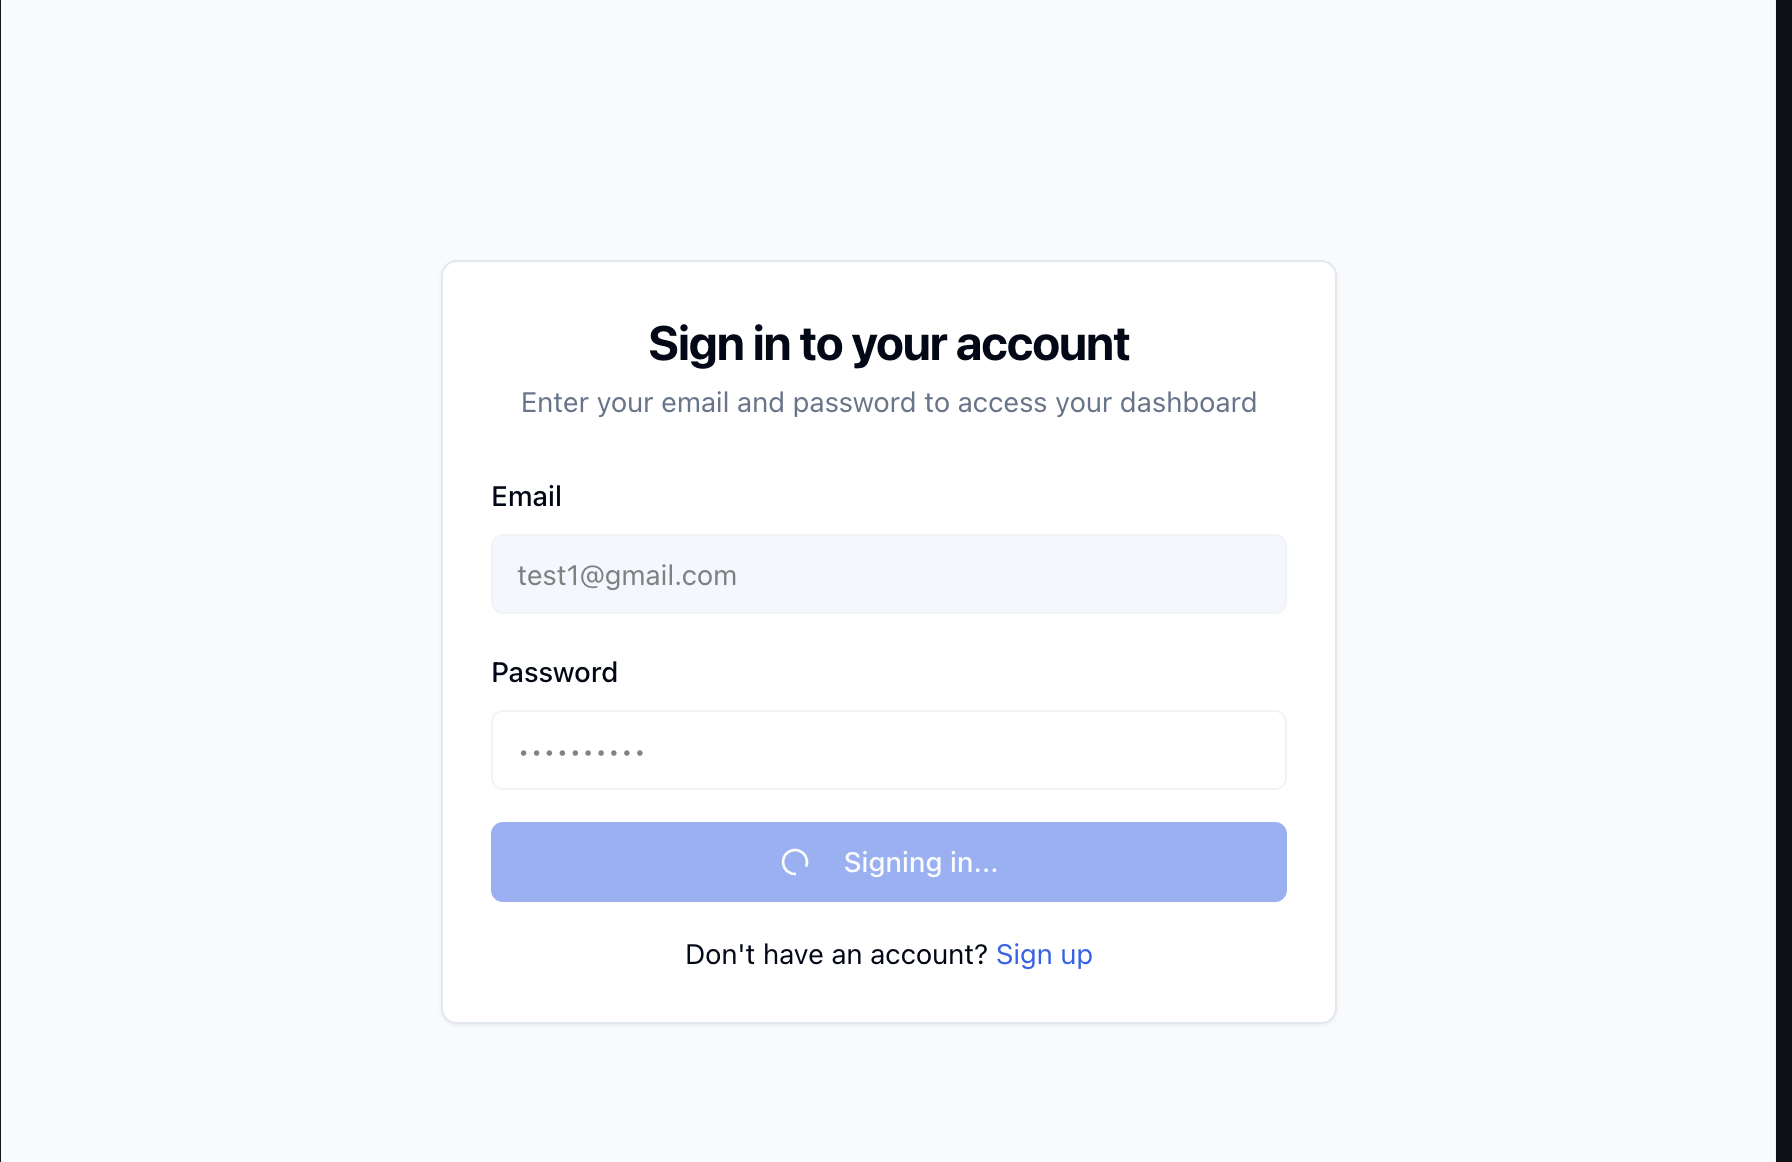 Sign in to your account
Enter your email and password to access your dashboard
Email
test1@gmail.com
Password
••••••••••
Signing in...
Don't have an account? Sign up